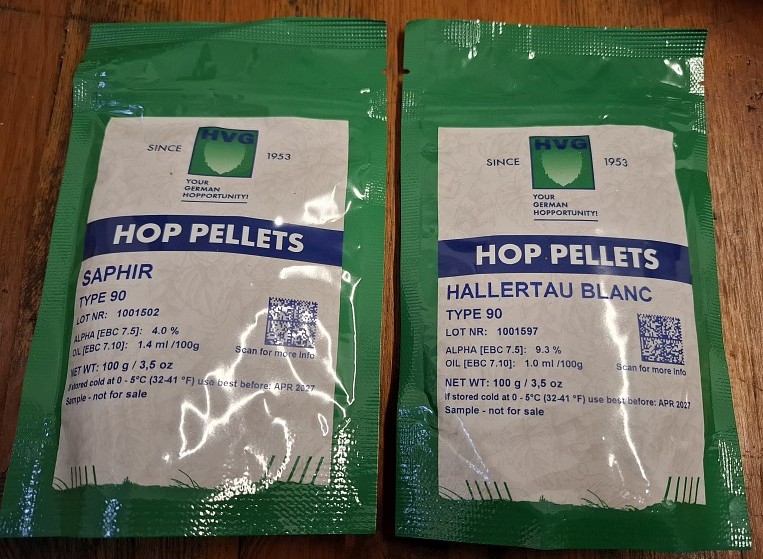 SINCE HVG 1953
YOUR
GERMAN
HOPPORTUNITY!
HOP PELLETS
SAPHIR
TYPE 90
LOT NR: 1001502
ALPHA [EBC 7.5]: 4.0 %
OIL [EBC 7.10]: 1.4 ml /100g
Scan for more info
NET WT: 100 g / 3,5 oz
if stored cold at 0 - 5°C (32-41 °F) use best before: APR 2027
Sample - not for sale
SINCE HVG 1953
YOUR
GERMAN
HOPPORTUNITY!
HOP PELLETS
HALLERTAU BLANC
TYPE 90
LOT NR: 1001597
ALPHA [EBC 7.5]: 9.3 %
OIL [EBC 7.10]: 1.0 ml /100g
Scan for more info
NET WT: 100 g / 3,5 oz
if stored cold at 0 - 5°C (32-41 °F) use best before: APR 2027
Sample - not for sale